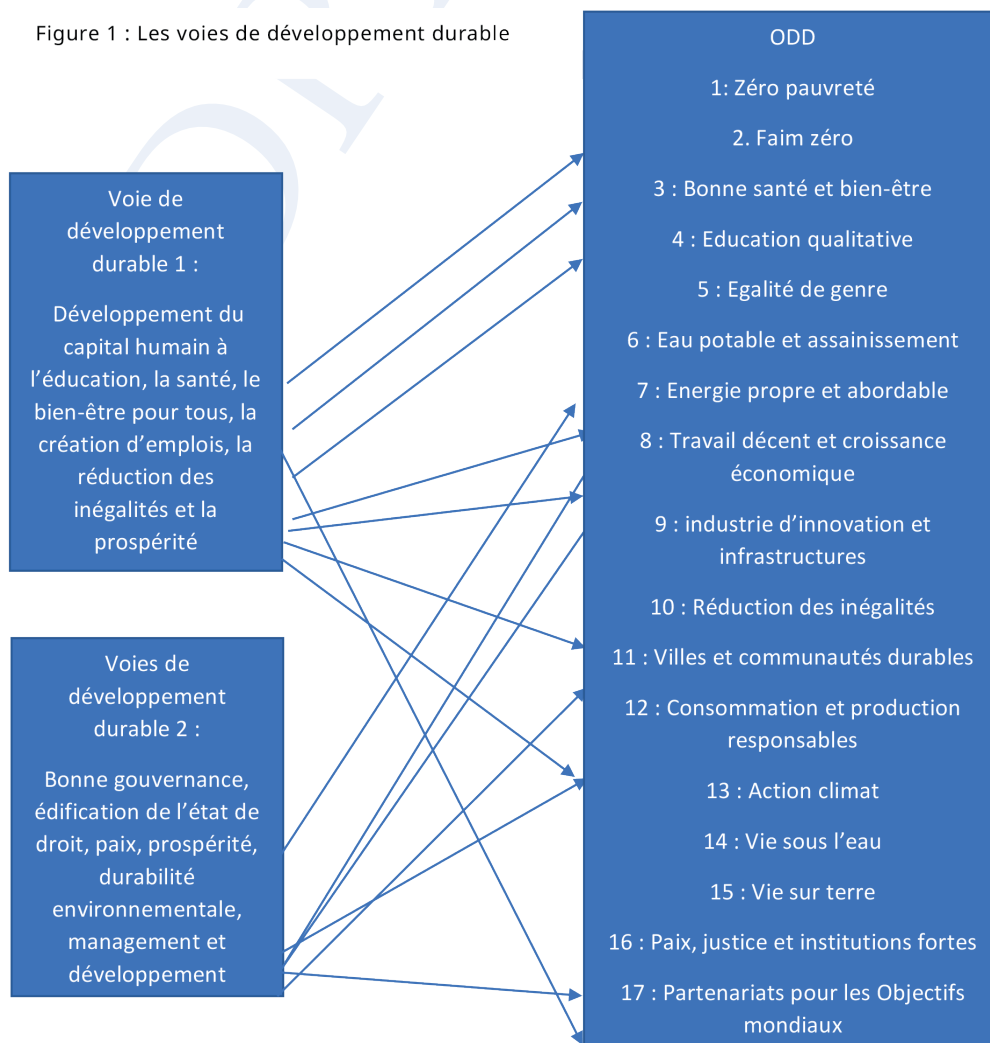 Figure 1 : Les voies de développement durable
Voie de
développement
durable 1 :
Développement du
capital humain à
l’éducation, la santé, le
bien-être pour tous, la
création d’emplois, la
réduction des
inégalités et la
prospérité
Voies de
développement
durable 2 :
Bonne gouvernance,
édification de l’état de
droit, paix, prospérité,
durabilité
environnementale,
management et
développement
ODD
1: Zéro pauvreté
2. Faim zéro
3 : Bonne santé et bien-être
4 : Education qualitative
5 : Egalité de genre
6 : Eau potable et assainissement
7 : Energie propre et abordable
8 : Travail décent et croissance
économique
9 : industrie d’innovation et
infrastructures
10 : Réduction des inégalités
11 : Villes et communautés durables
12 : Consommation et production
responsables
13 : Action climat
14 : Vie sous l’eau
15 : Vie sur terre
16 : Paix, justice et institutions fortes
17 : Partenariats pour les Objectifs
mondiaux